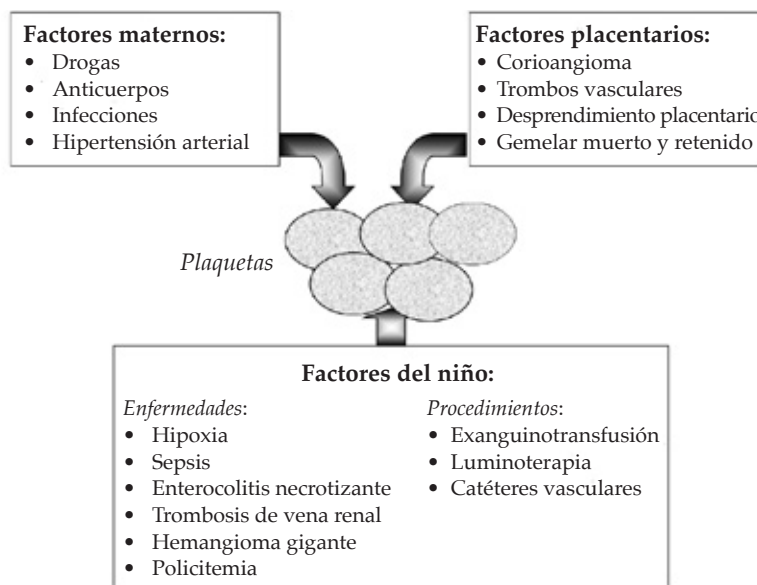 Factores maternos:
• Drogas
• Anticuerpos
• Infecciones
• Hipertensión arterial
Factores placentarios:
• Corioangioma
• Trombos vasculares
• Desprendimiento placentario
• Gemelar muerto y retenido
Plaquetas
Factores del niño:
Enfermedades:
• Hipoxia
• Sepsis
• Enterocolitis necrotizante
• Trombosis de vena renal
• Hemangioma gigante
• Policitemia
Procedimientos:
• Exanguinotransfusión
• Luminoterapia
• Catéteres vasculares